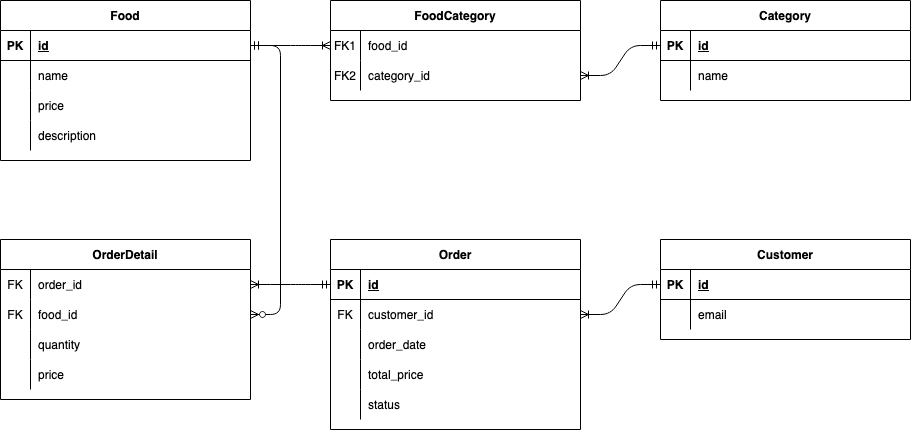 Food
PK id
name
price
description
FoodCategory
FK1 food_id
FK2 category_id
Category
PK id
name
OrderDetail
FK order_id
FK food_id
quantity
price
Order
PK id
FK customer_id
order_date
total_price
status
Customer
PK id
email